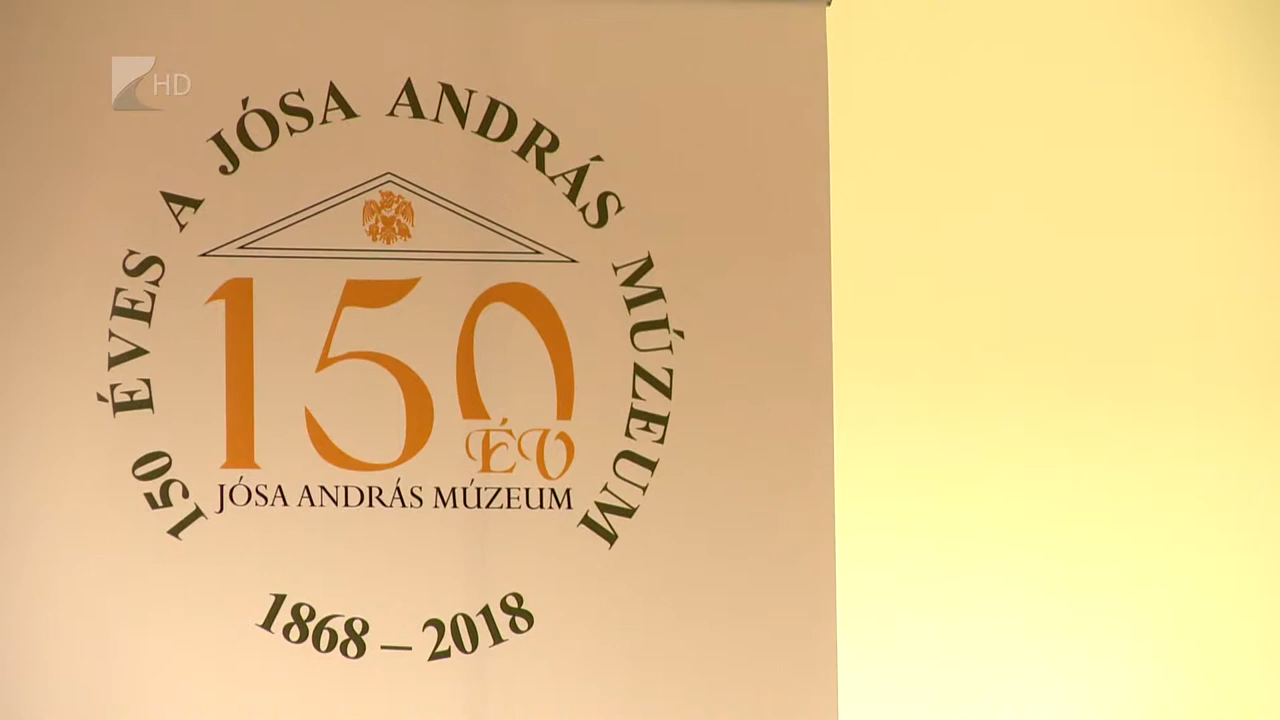 HD
150 ÉVES A JÓSA ANDRÁS MÚZEUM
150
ÉV
JÓSA ANDRÁS MÚZEUM
1868 – 2018